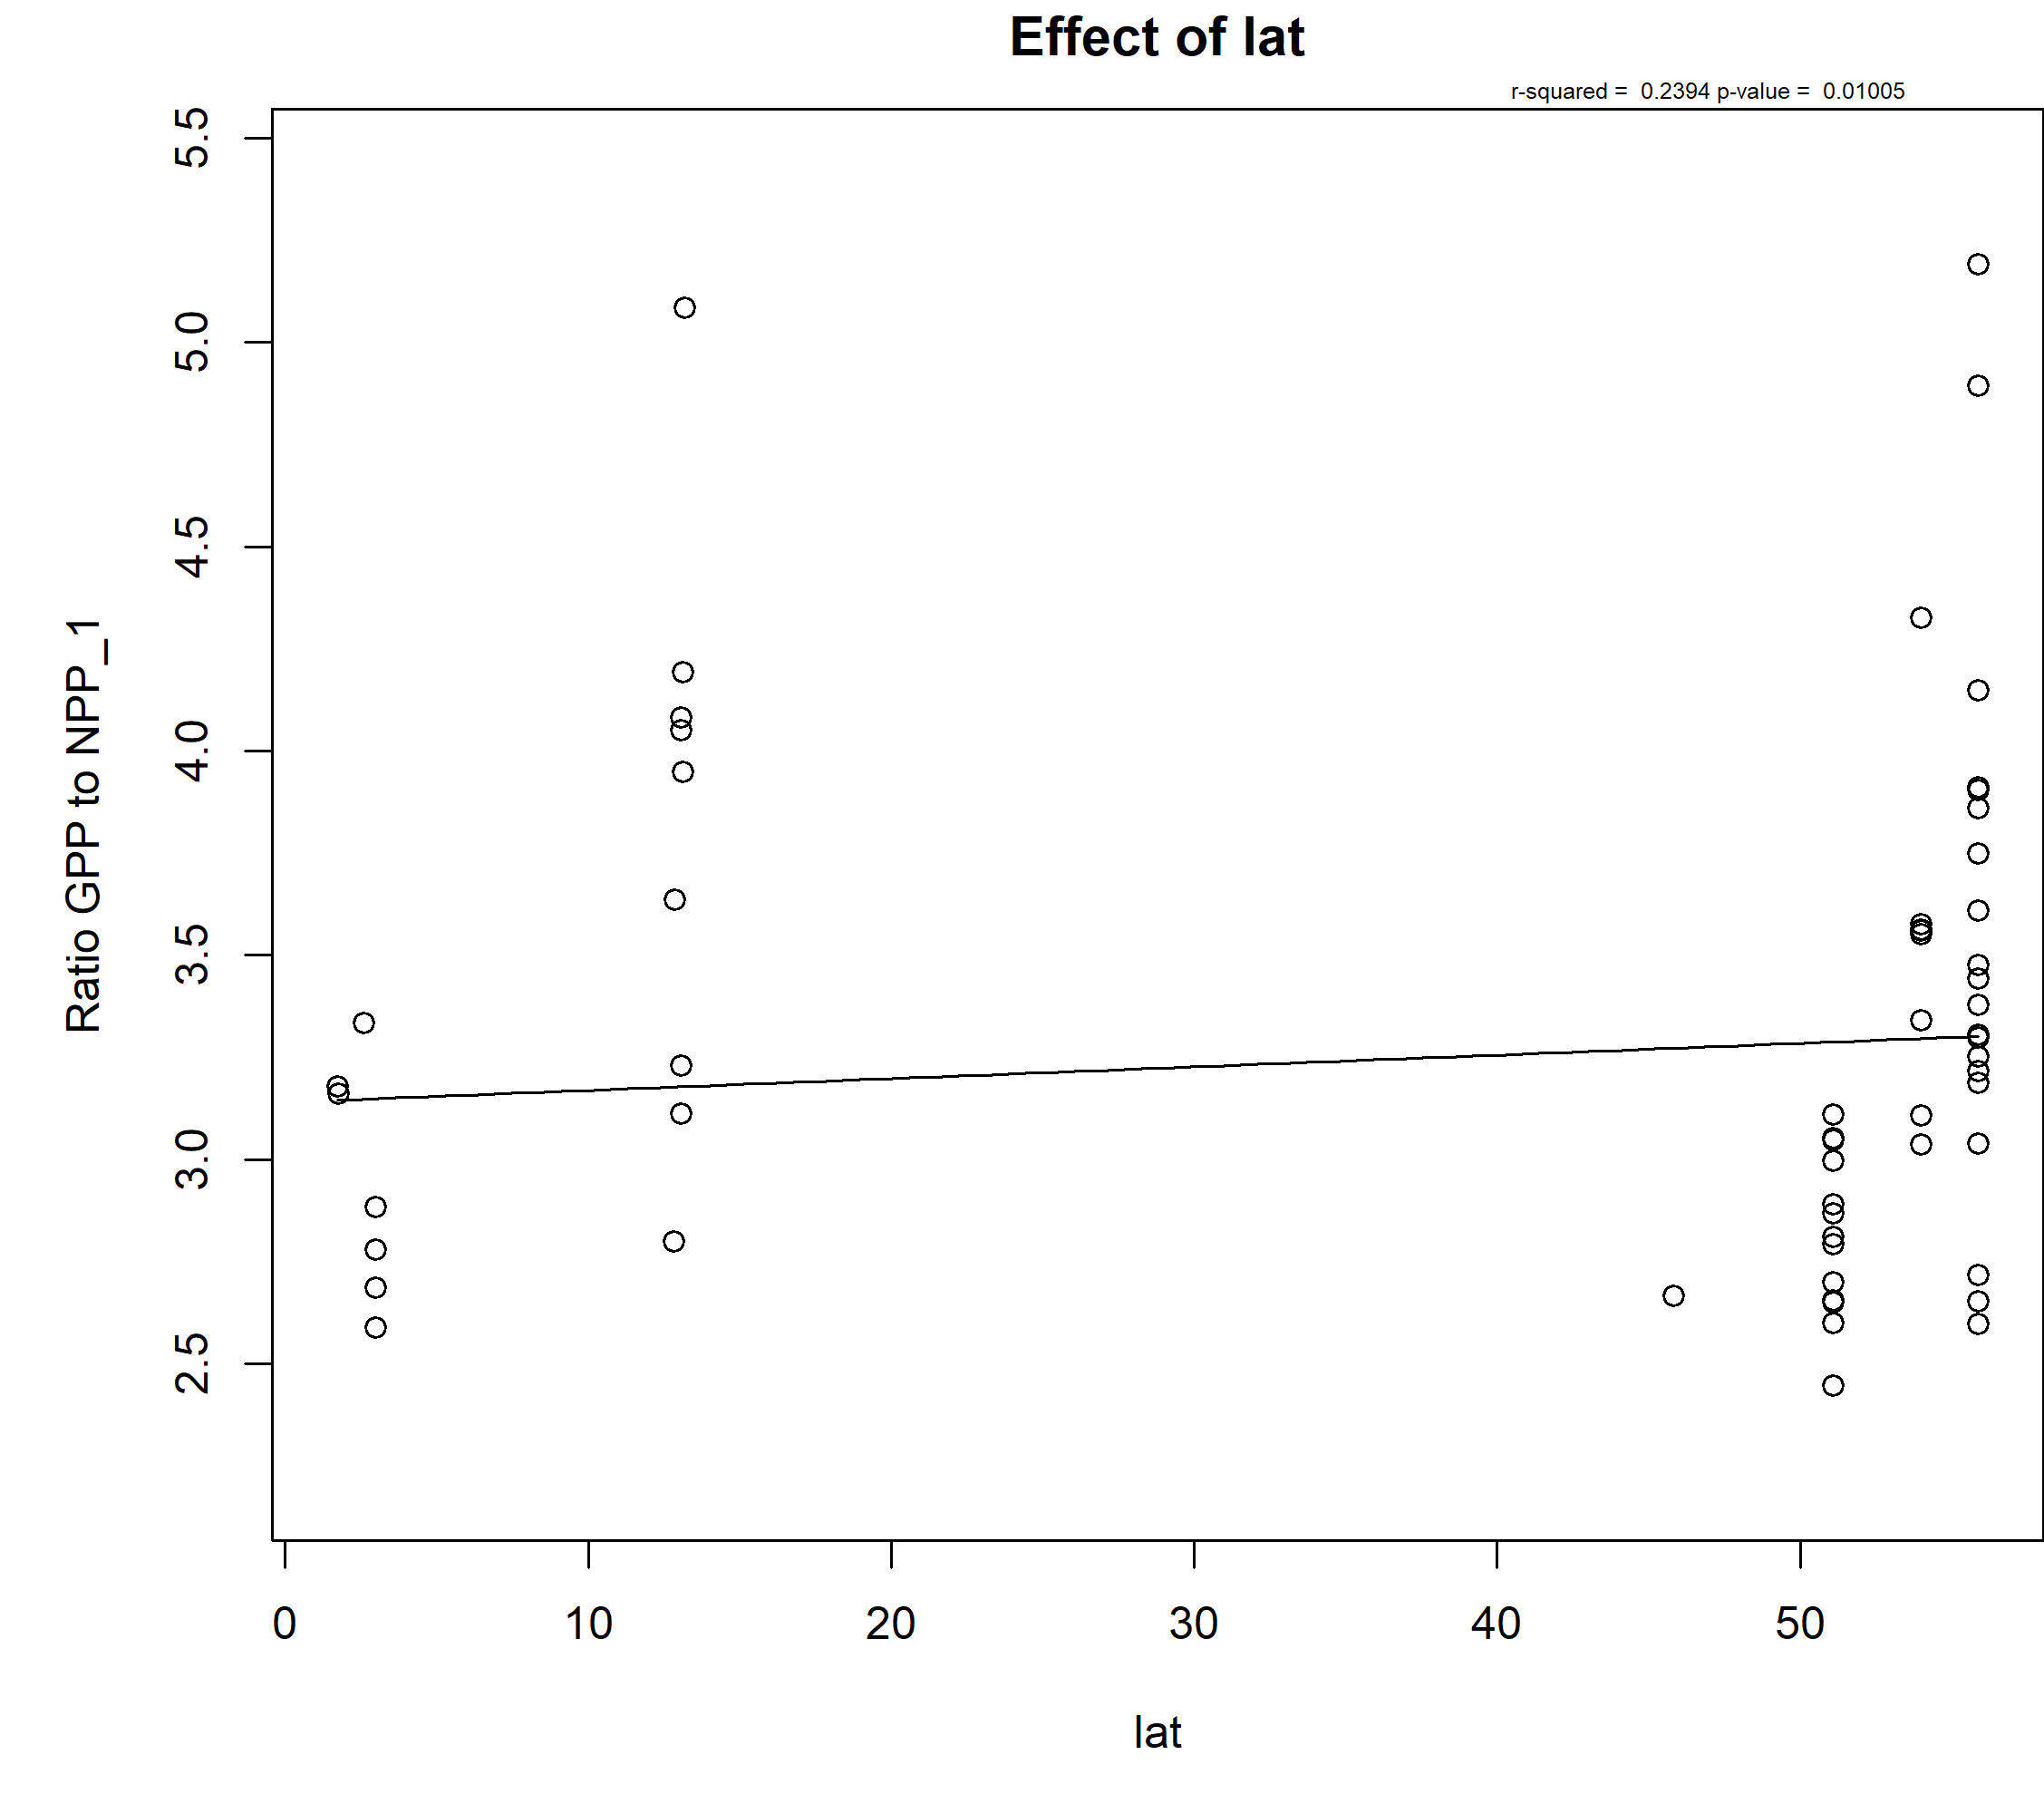 Effect of lat
r-squared = 0.2394 p-value = 0.01005
Ratio GPP to NPP_1
5.5
5.0
4.5
4.0
3.5
3.0
2.5
0 10 20 30 40 50
lat